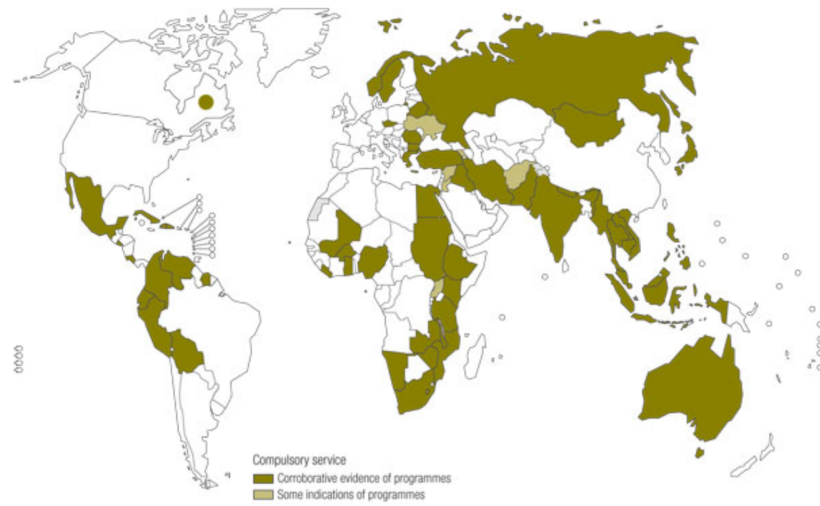 Compulsory service
Corroborative evidence of programmes
Some indications of programmes